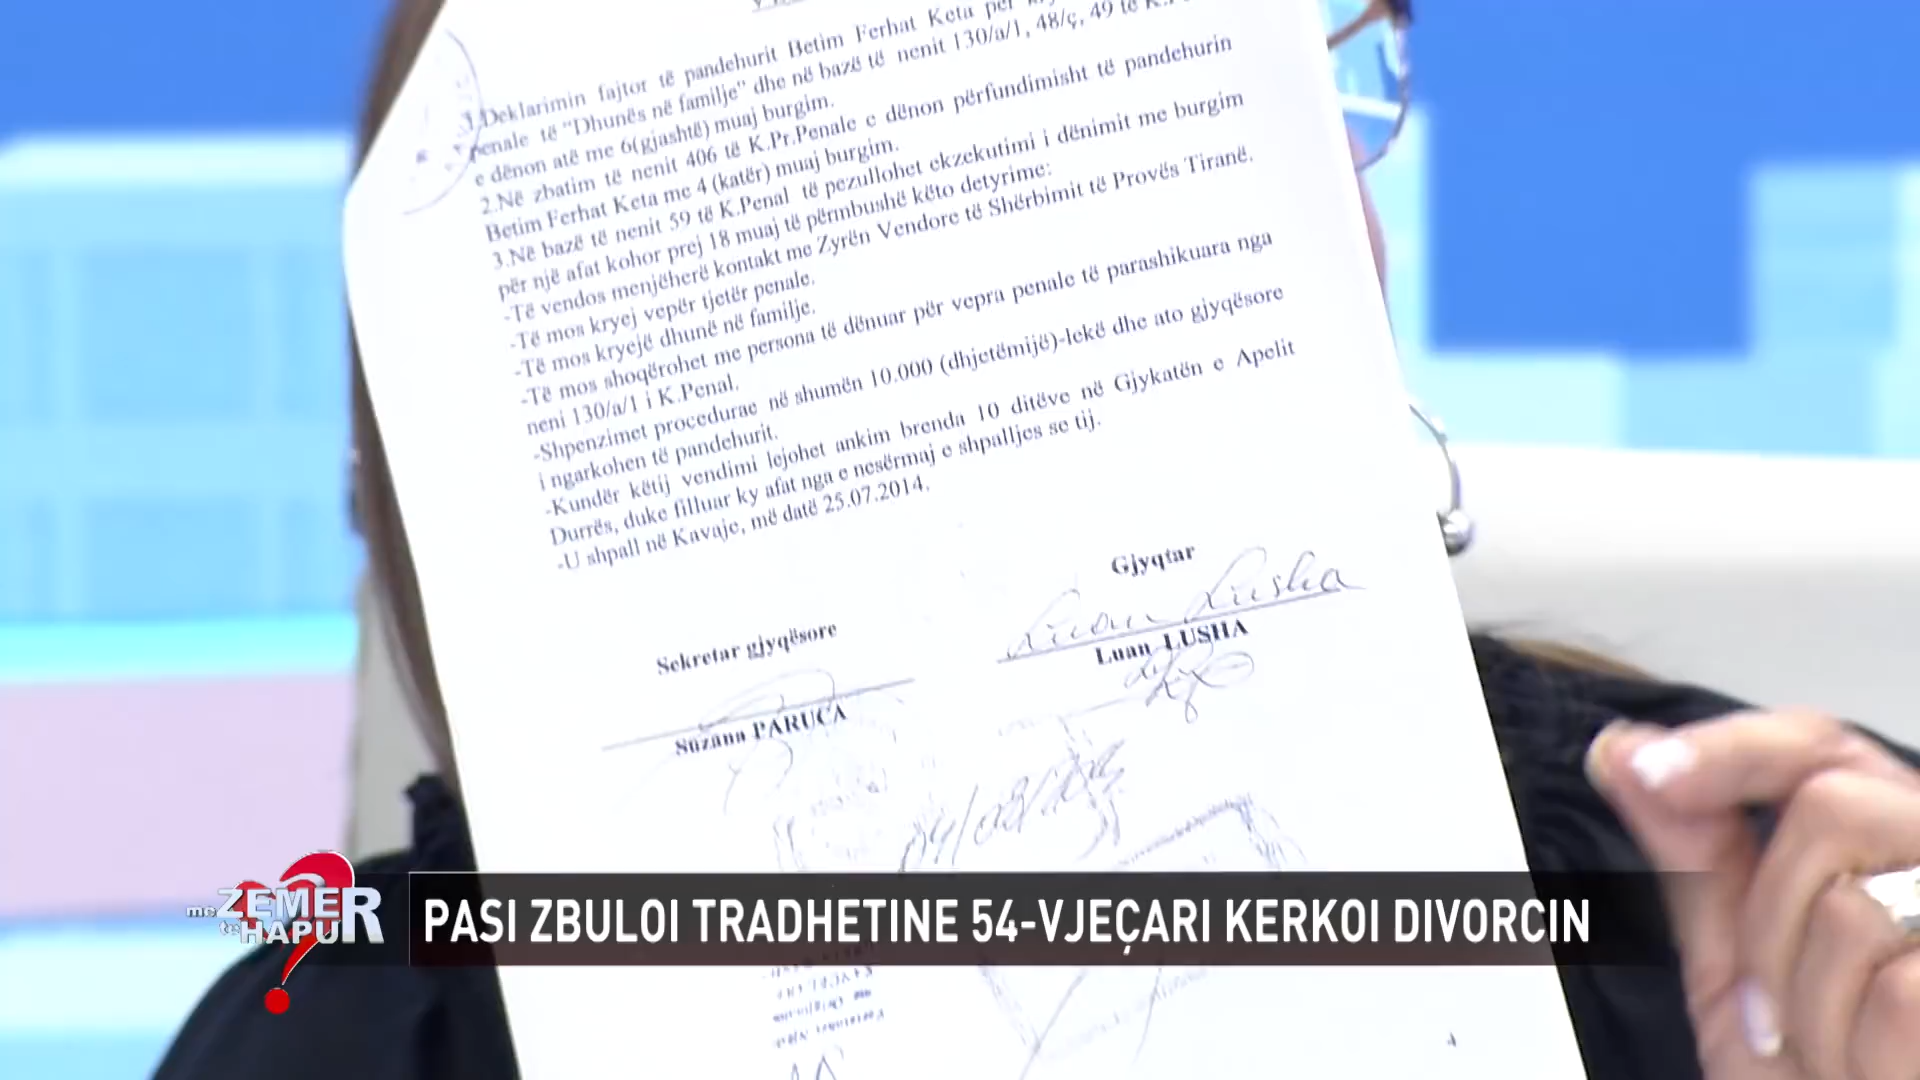 1.Deklarimin fajtor të pandehurit Betim Ferhat Keta për
penale të "Dhunës në familje" dhe në bazë të nenit 130/a/1, 48/ç, 49 të
e dënon atë me 6(gjashtë) muaj burgim.
2.Në zbatim të nenit 406 të K.Pr.Penale e dënon përfundimisht të pandehurin
Betim Ferhat Keta me 4 (katër) muaj burgim.
3.Në bazë të nenit 59 të K.Penal të pezullohet ekzekutimi i dënimit me burgim
për një afat kohor prej 18 muaj të përmbushë këto detyrime:
-Të vendos menjëherë kontakt me Zyrën Vendore të Shërbimit të Provës Tiranë.
-Të mos kryej vepër tjetër penale.
-Të mos kryejë dhunë në familje.
-Të mos shoqërohet me persona të dënuar për vepra penale të parashikuara nga
neni 130/a/1 i K.Penal.
-Shpenzimet procedurae në shumën 10.000 (dhjetëmijë)-lekë dhe ato gjyqësore
i ngarkohen të pandehurit.
-Kundër këtij vendimi lejohet ankim brenda 10 ditëve në Gjykatën e Apelit
Durrës, duke filluar ky afat nga e nesërmaj e shpalljes se tij.
-U shpall në Kavaje, më datë 25.07.2014.
Gjyqtar
Luan Lusha
Luan LUSHA
Sekretar gjyqësore
Suzana PARUCA
me ZEMER
të HAPUR
PASI ZBULOI TRADHETINE 54-VJEÇARI KERKOI DIVORCIN
4